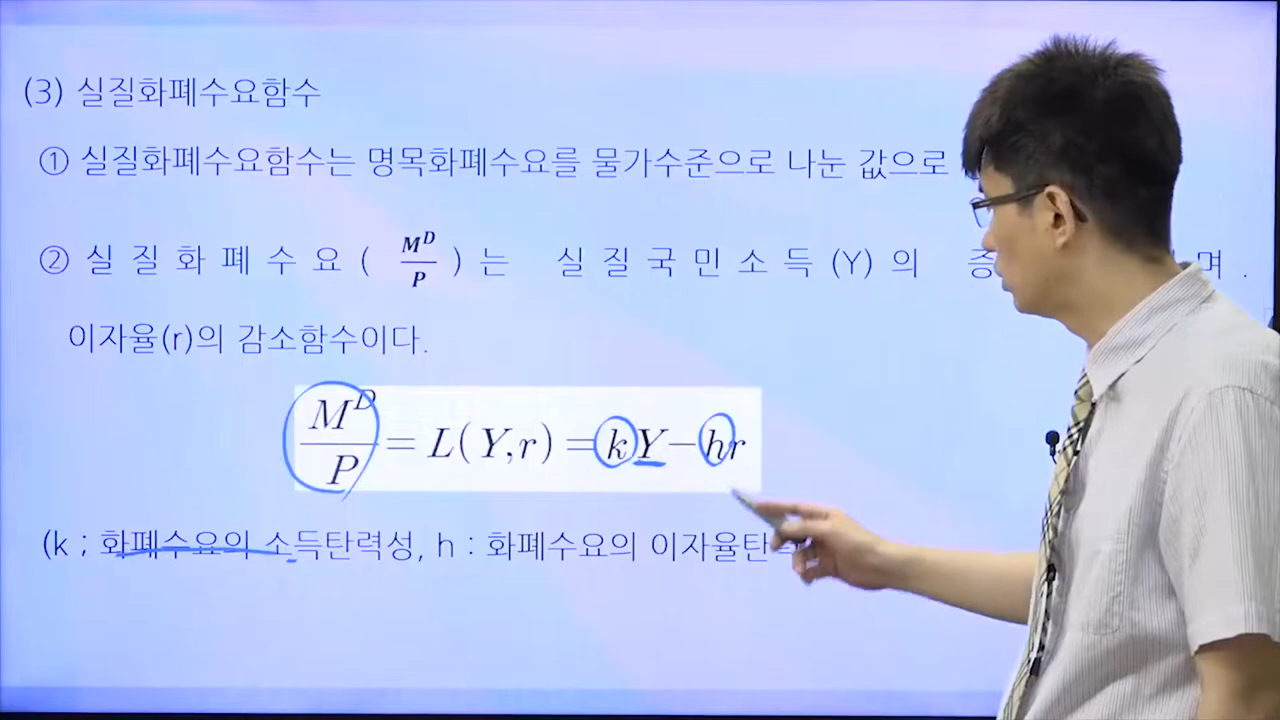 (3) 실질화폐수요함수
① 실질화폐수요함수는 명목화폐수요를 물가수준으로 나눈 값으로
② 실 질 화 폐 수 요 ( M^D/P ) 는 실 질 국 민 소 득 (Y) 의 며 .
이자율(r)의 감소함수이다.
M^D/P = L(Y,r) = kY-hr
(k ; 화폐수요의 소득탄력성, h : 화폐수요의